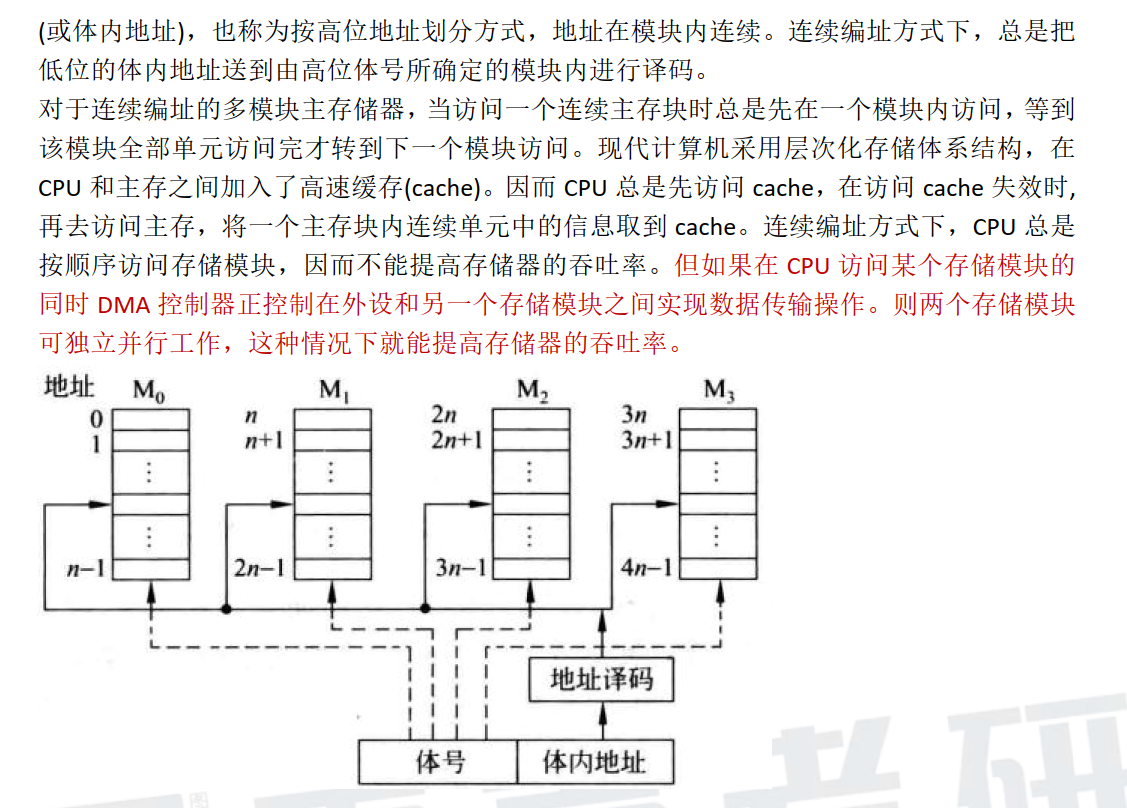 (或体内地址)，也称为按高位地址划分方式，地址在模块内连续。连续编址方式下，总是把
低位的体内地址送到由高位体号所确定的模块内进行译码。
对于连续编址的多模块主存储器，当访问一个连续主存块时总是先在一个模块内访问，等到
该模块全部单元访问完才转到下一个模块访问。现代计算机采用层次化存储体系结构，在
CPU 和主存之间加入了高速缓存(cache)。因而 CPU 总是先访问 cache，在访问 cache 失效时,
再去访问主存，将一个主存块内连续单元中的信息取到 cache。连续编址方式下，CPU 总是
按顺序访问存储模块，因而不能提高存储器的吞吐率。但如果在 CPU 访问某个存储模块的
同时 DMA 控制器正控制在外设和另一个存储模块之间实现数据传输操作。则两个存储模块
可独立并行工作，这种情况下就能提高存储器的吞吐率。
地址 M₀ M₁ M₂ M₃
0 n 2n 3n
1 n+1 2n+1 3n+1
⋮ ⋮ ⋮ ⋮
⋮ ⋮ ⋮ ⋮
n−1 2n−1 3n−1 4n−1
地址译码
体号 体内地址
考研